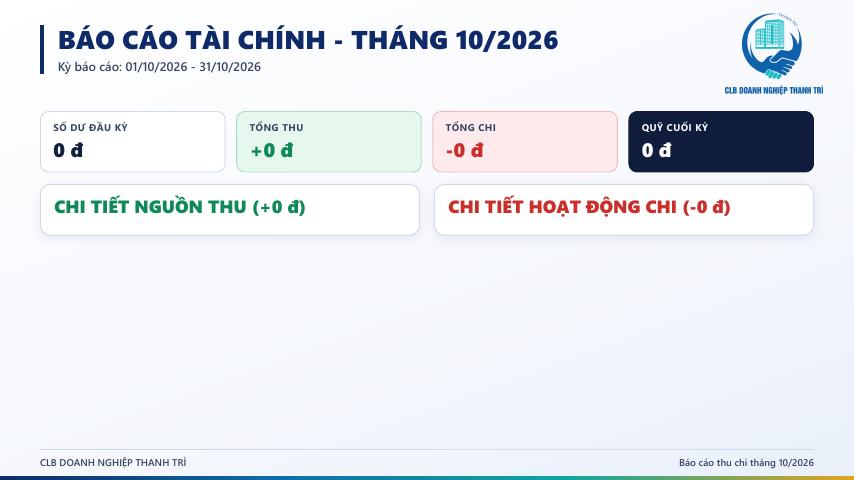 BÁO CÁO TÀI CHÍNH - THÁNG 10/2026
Kỳ báo cáo: 01/10/2026 - 31/10/2026
THANH TRÌ
CLB DOANH NGHIỆP THANH TRÌ
SỐ DƯ ĐẦU KỲ
0 đ
TỔNG THU
+0 đ
TỔNG CHI
-0 đ
QUỸ CUỐI KỲ
0 đ
CHI TIẾT NGUỒN THU (+0 đ)
CHI TIẾT HOẠT ĐỘNG CHI (-0 đ)
CLB DOANH NGHIỆP THANH TRÌ
Báo cáo thu chi tháng 10/2026